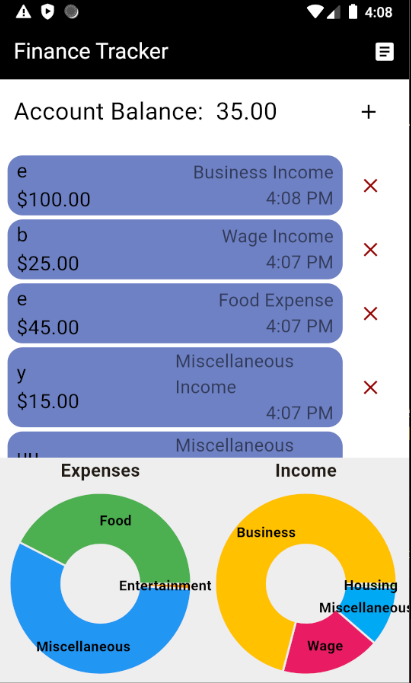 4:08
Finance Tracker
Account Balance: 35.00
e
Business Income
$100.00
4:08 PM
b
Wage Income
$25.00
4:07 PM
e
Food Expense
$45.00
4:07 PM
y
Miscellaneous
Income
$15.00
4:07 PM
Miscellaneous
Expenses
Income
Food
Entertainment
Miscellaneous
Business
Housing
Miscellaneous
Wage